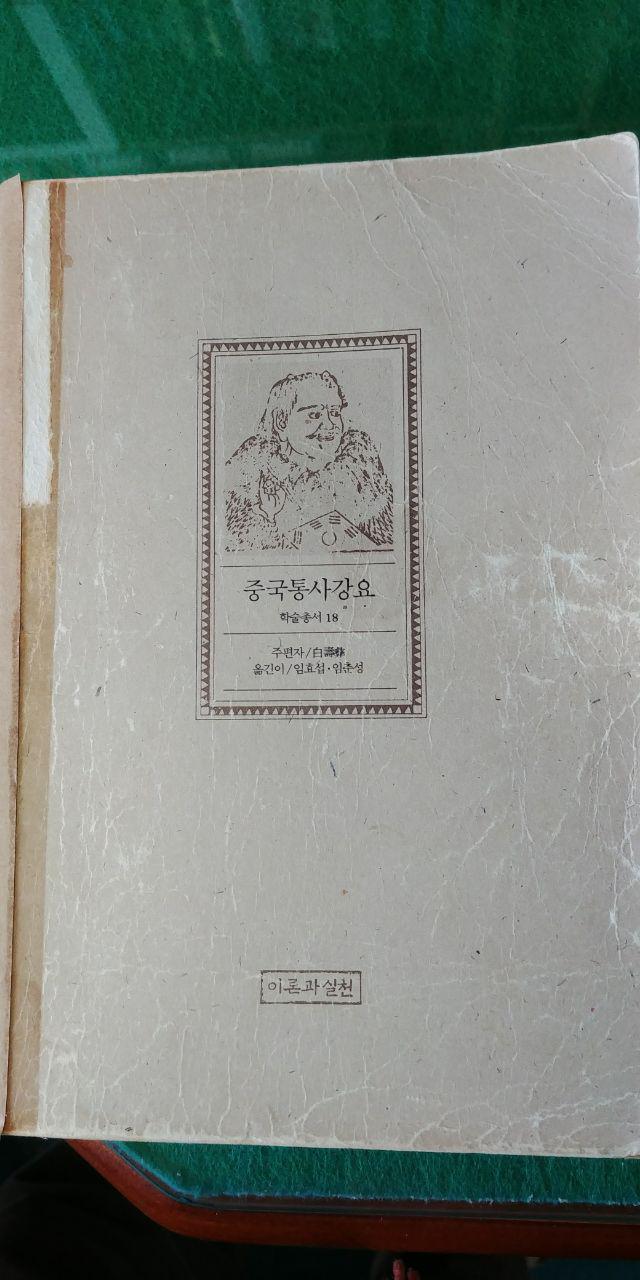 중국통사강요
학술총서 18
주편자/白壽彝
옮긴이/임효섭·임춘성
이론과실천